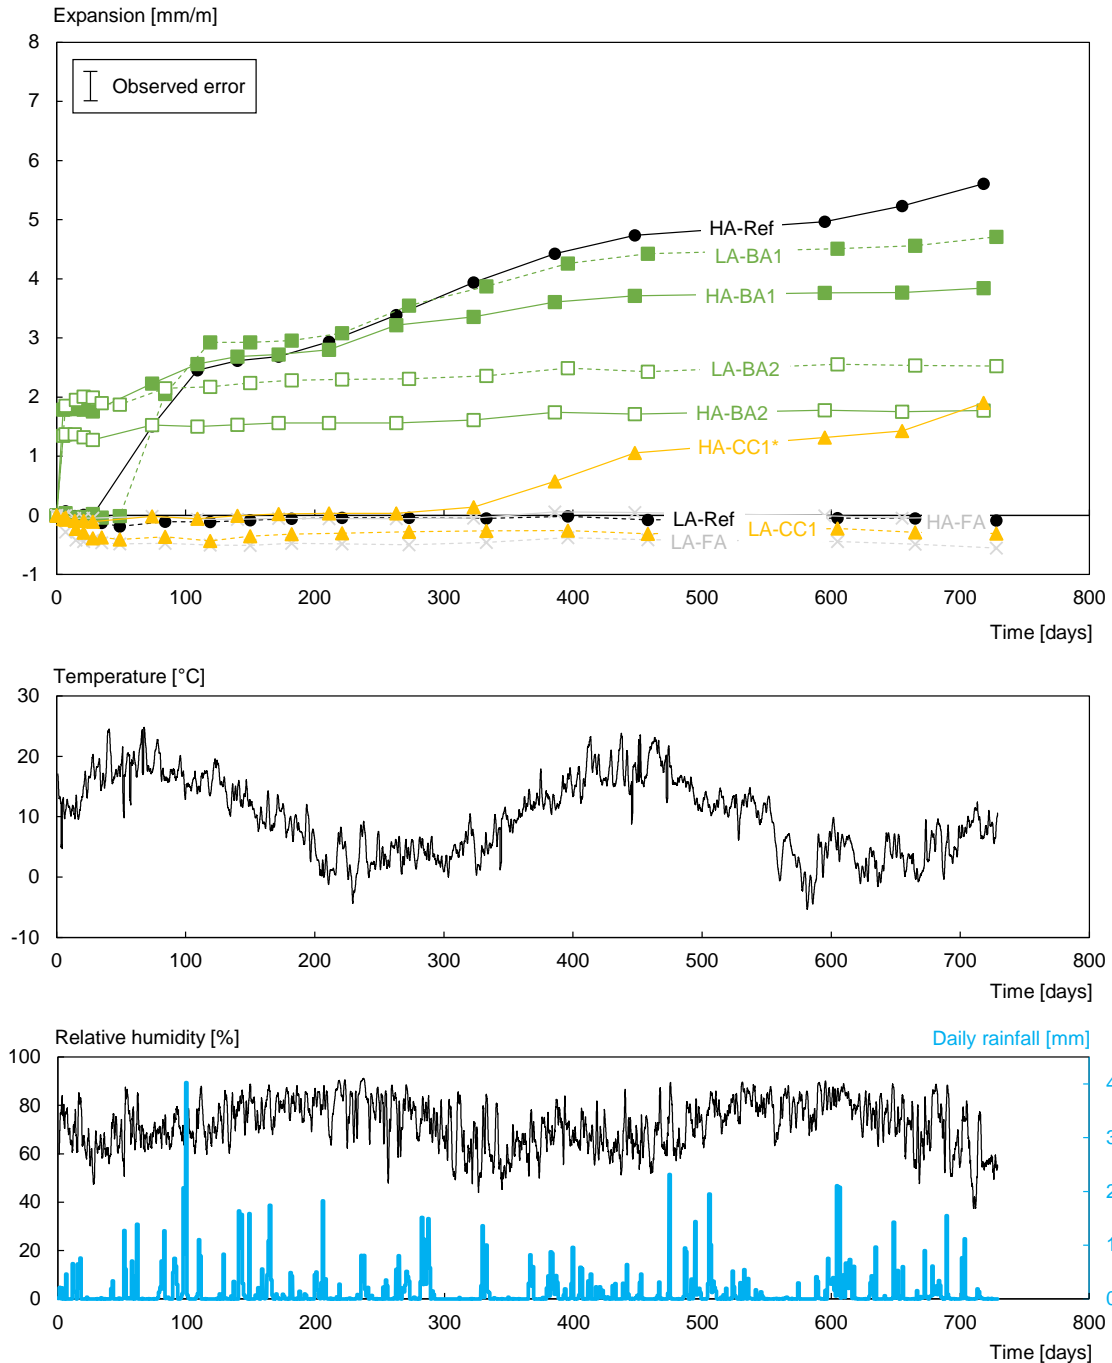 Expansion [mm/m]
8
7
6
5
4
3
2
1
0
-1
Observed error
HA-Ref
LA-BA1
HA-BA1
LA-BA2
HA-BA2
HA-CC1*
LA-Ref
HA-FA
LA-CC1
LA-FA
0 100 200 300 400 500 600 700 800
Time [days]
Temperature [°C]
30
20
10
0
-10
0 100 200 300 400 500 600 700 800
Time [days]
Relative humidity [%] Daily rainfall [mm]
100
80
60
40
20
0
0 100 200 300 400 500 600 700 800
Time [days]